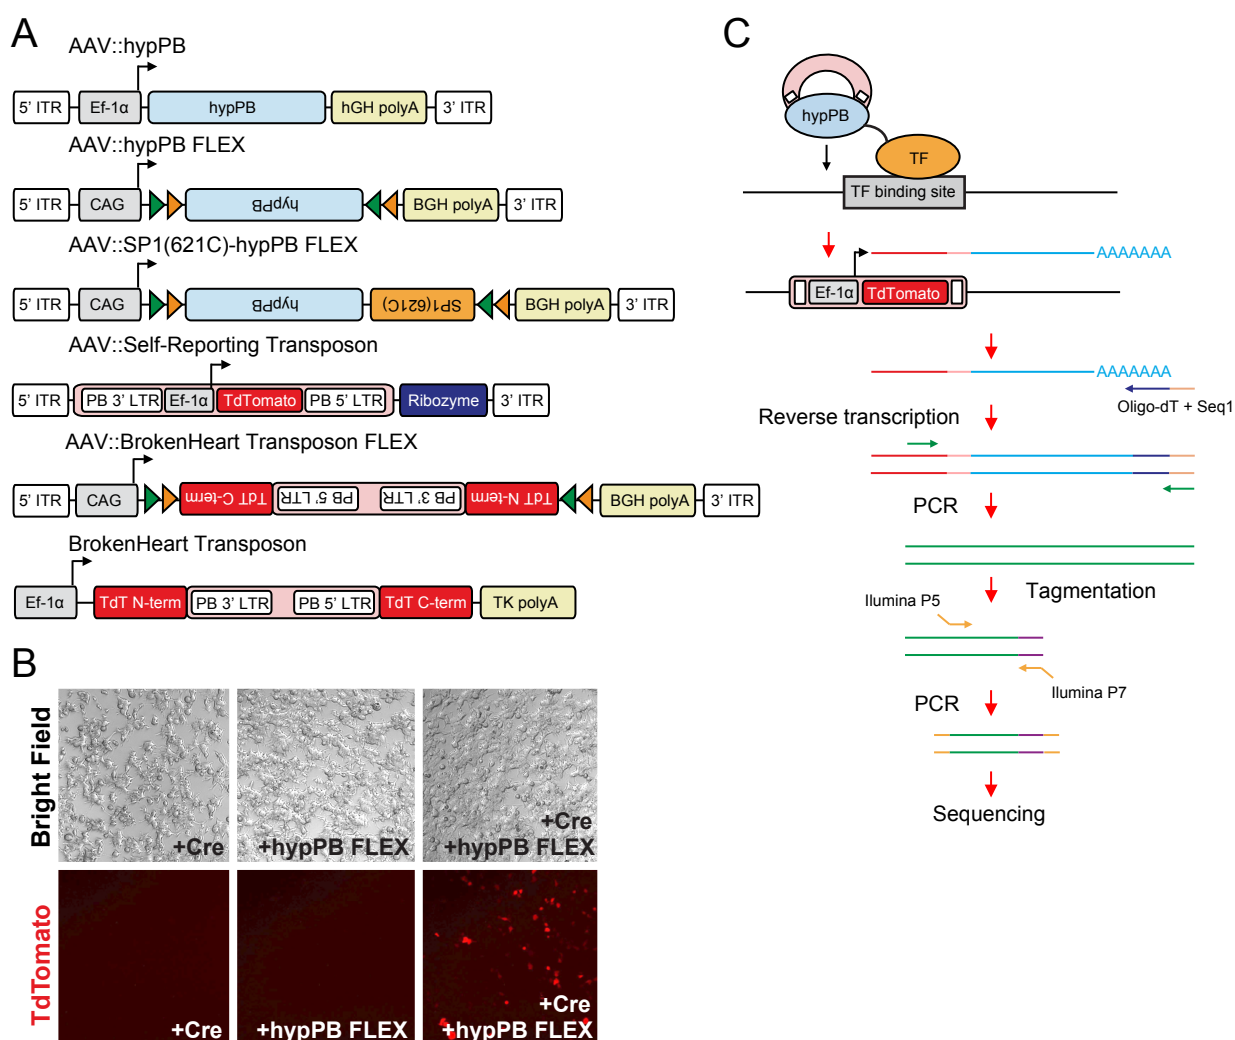 A
AAV::hypPB
5' ITR Ef-1α hypPB hGH polyA 3' ITR
AAV::hypPB FLEX
5' ITR CAG hypPB BGH polyA 3' ITR
AAV::SP1(621C)-hypPB FLEX
5' ITR CAG hypPB SP1(621C) BGH polyA 3' ITR
AAV::Self-Reporting Transposon
5' ITR PB 3' LTR Ef-1α TdTomato PB 5' LTR Ribozyme 3' ITR
AAV::BrokenHeart Transposon FLEX
5' ITR CAG TdT C-term PB 5' LTR PB 3' LTR TdT N-term BGH polyA 3' ITR
BrokenHeart Transposon
Ef-1α TdT N-term PB 3' LTR PB 5' LTR TdT C-term TK polyA
B
Bright Field
+Cre
+hypPB FLEX
+Cre
+hypPB FLEX
TdTomato
+Cre
+hypPB FLEX
+Cre
+hypPB FLEX
C
hypPB
TF
TF binding site
AAAAAAA
Ef-1α TdTomato
AAAAAAA
Oligo-dT + Seq1
Reverse transcription
PCR
Tagmentation
Ilumina P5
Ilumina P7
PCR
Sequencing